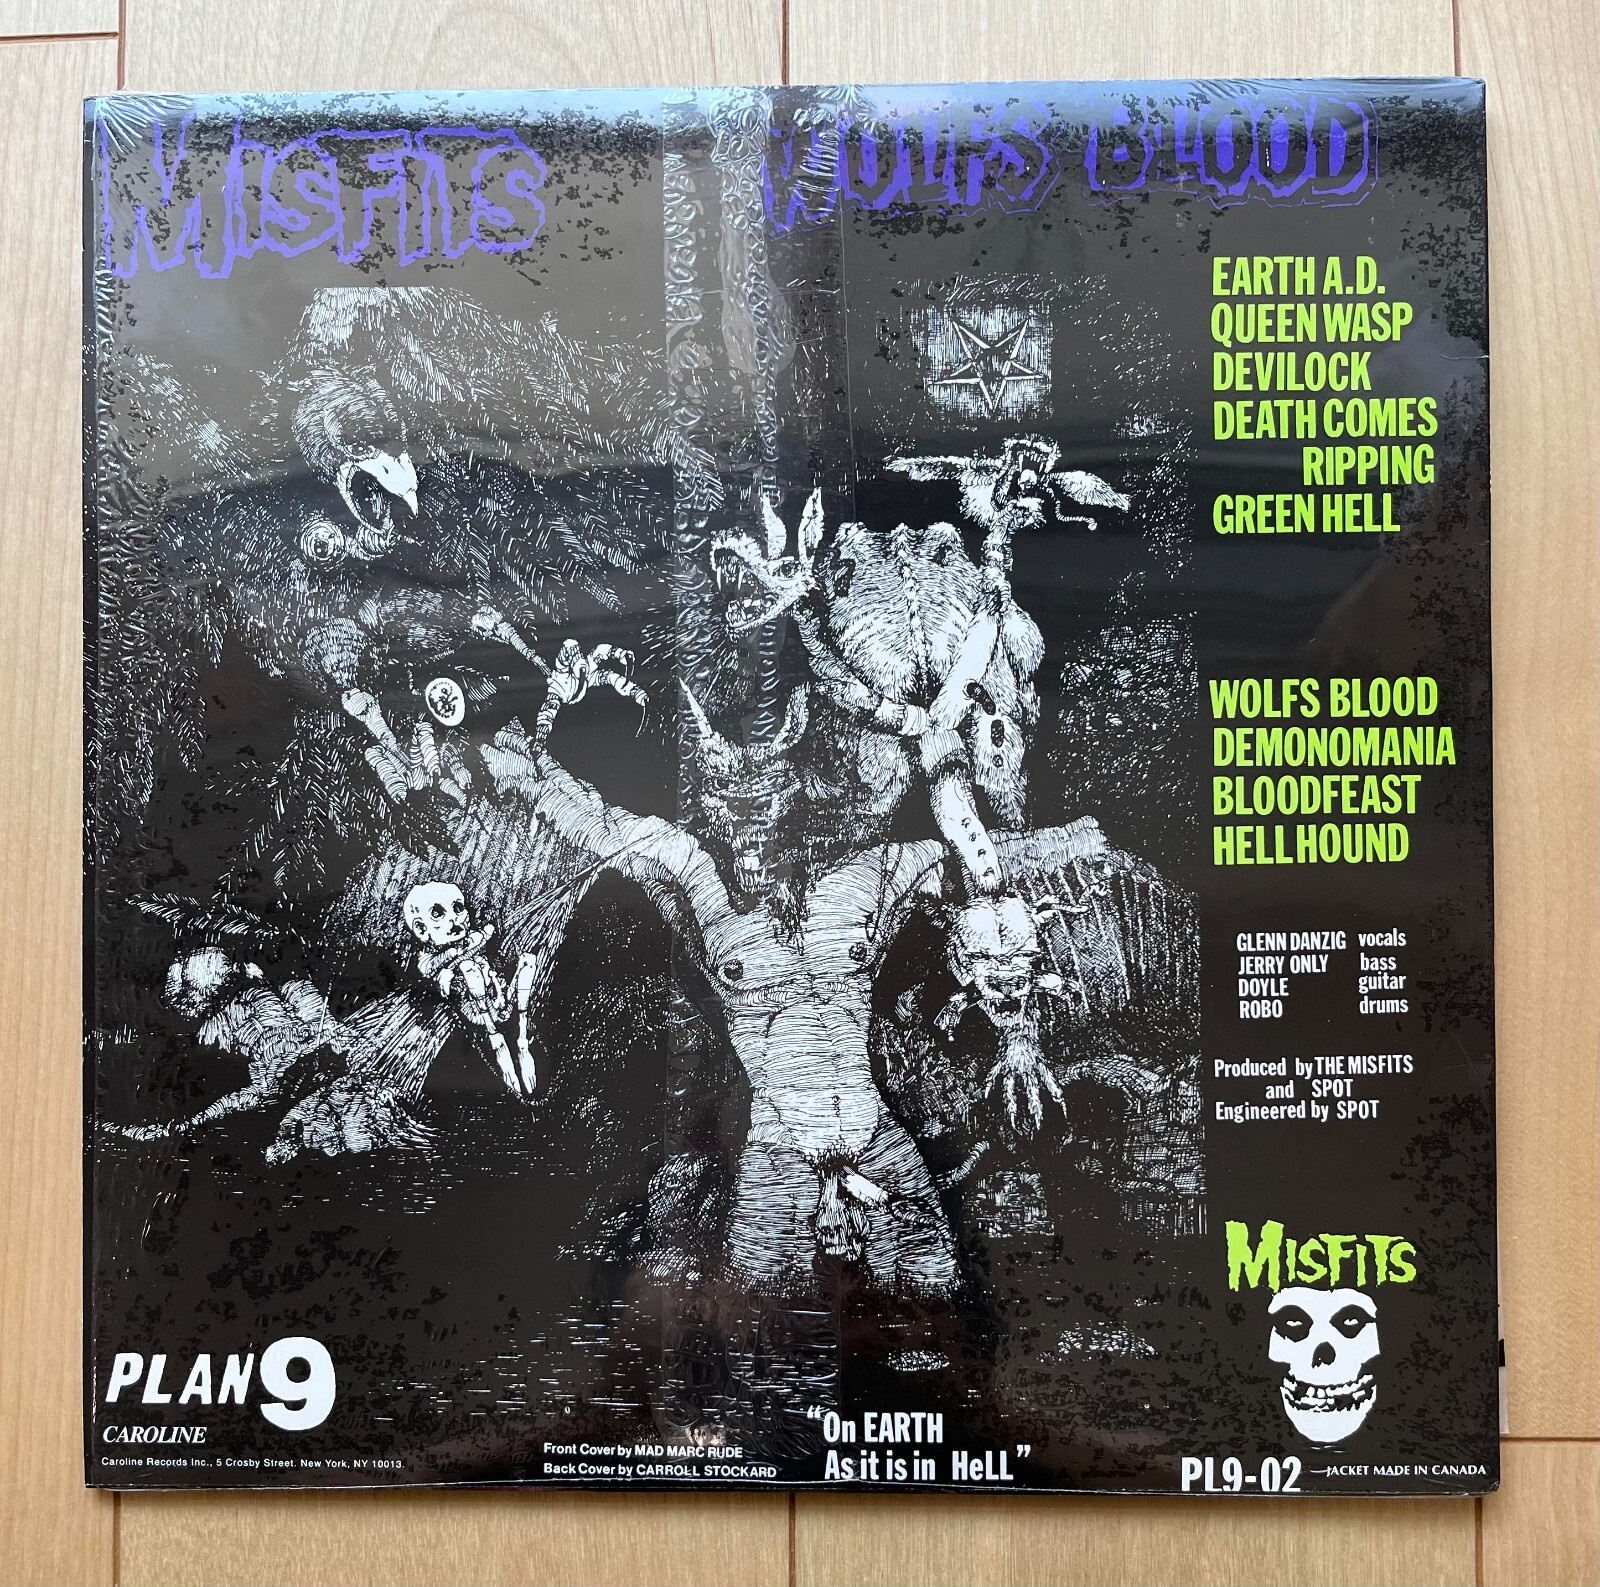 MISFITS
WOLFS BLOOD
EARTH A.D.
QUEEN WASP
DEVILOCK
DEATH COMES
RIPPING
GREEN HELL
WOLFS BLOOD
DEMONOMANIA
BLOODFEAST
HELLHOUND
GLENN DANZIG vocals
JERRY ONLY bass
DOYLE guitar
ROBO drums
Produced by THE MISFITS
and SPOT
Engineered by SPOT
MISFITS
PLAN 9
CAROLINE
Caroline Records Inc., 5 Crosby Street. New York, NY 10013.
Front Cover by MAD MARC RUDE
Back Cover by CARROLL STOCKARD
"On EARTH
As it is in HeLL"
PL9-02
JACKET MADE IN CANADA